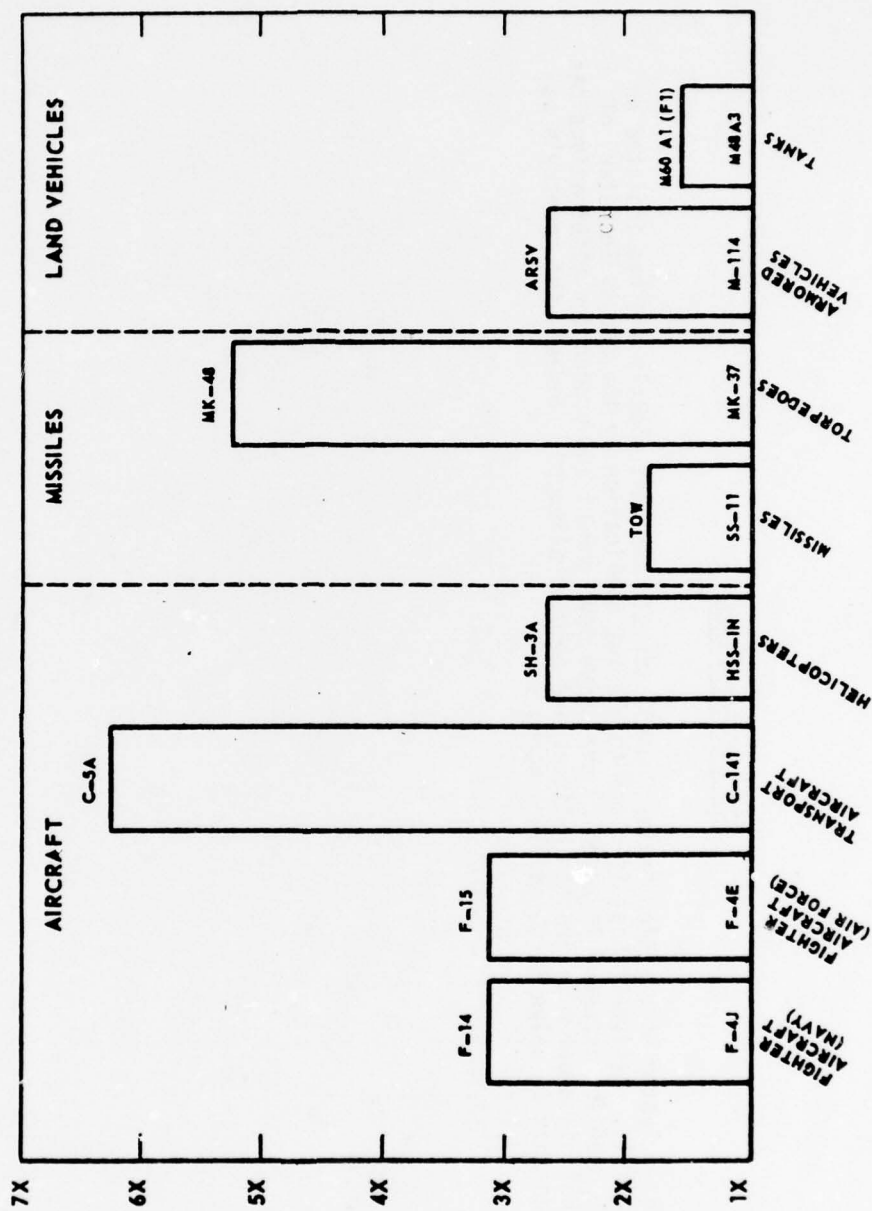 7X
6X
5X
4X
3X
2X
1X
AIRCRAFT
MISSILES
LAND VEHICLES
F-14
F-4J
F-15
F-4E
C-5A
C-141
SH-3A
HSS-IN
TOW
SS-11
MK-48
MK-37
ARSV
M-114
M60 A1 (F1)
M48A3
FIGHTER
AIRCRAFT
(NAVY)
FIGHTER
AIRCRAFT
(AIR FORCE)
TRANSPORT
AIRCRAFT
HELICOPTERS
MISSILES
TORPEDOES
ARMORED
VEHICLES
TANKS